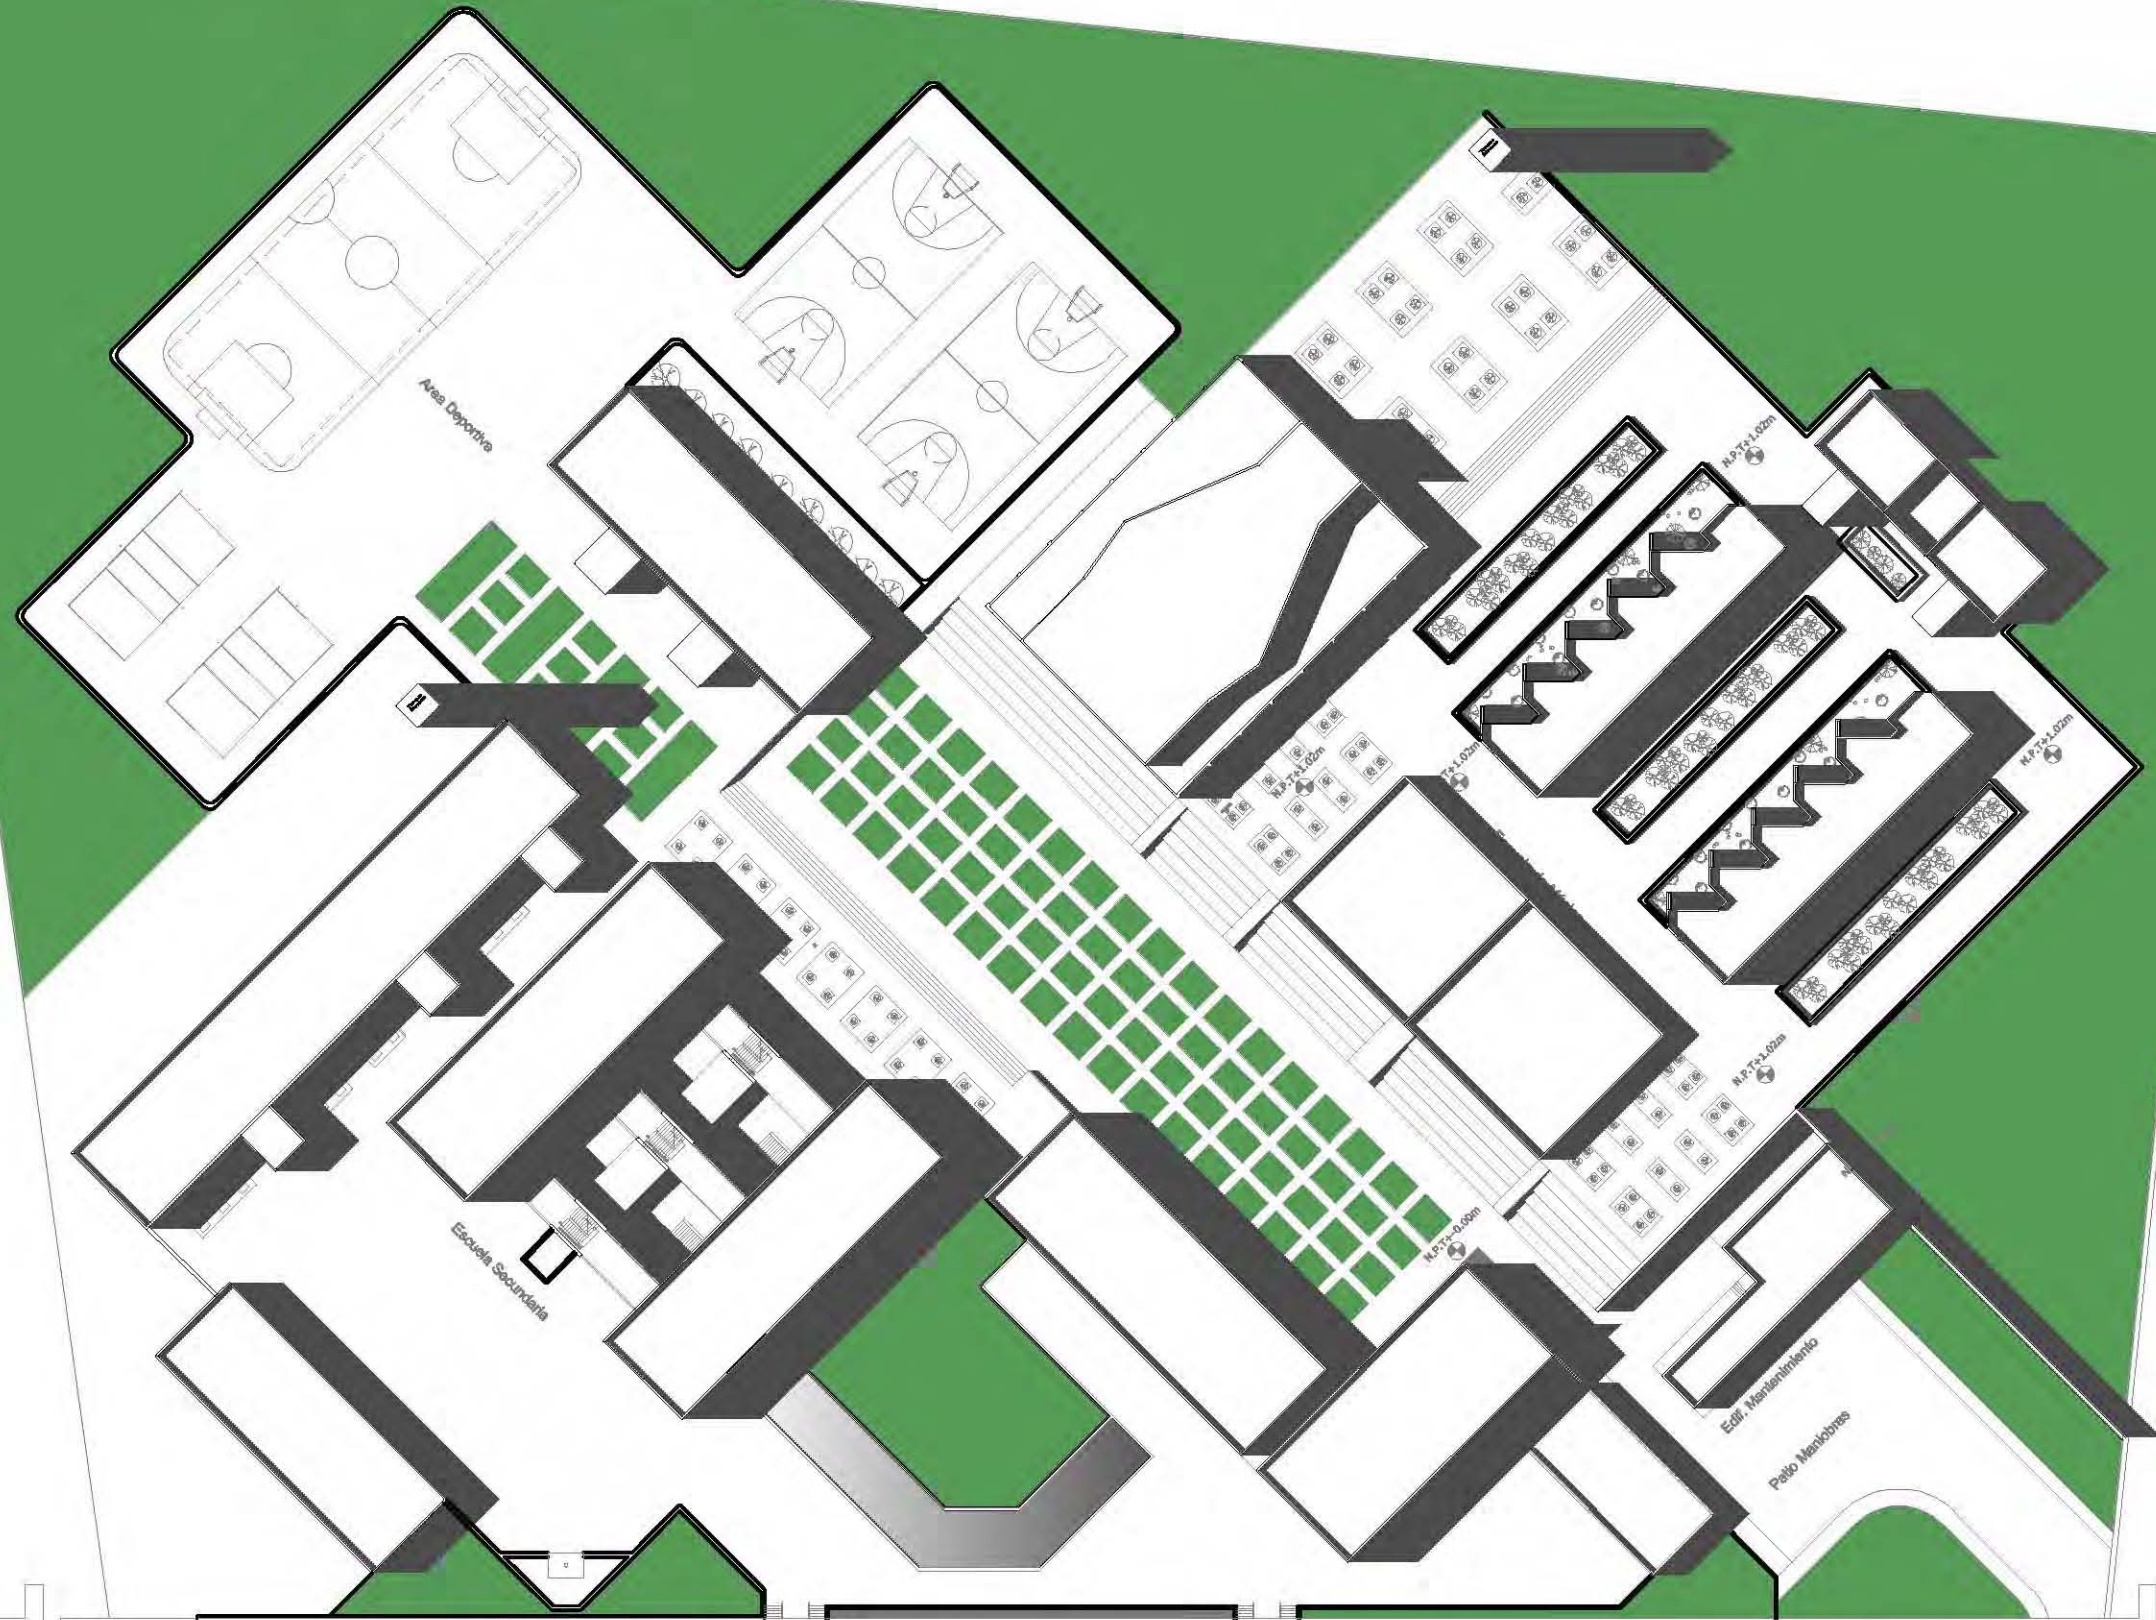 Area Deportiva
N.P.T+1.02m
N.P.T+1.02m
N.P.T+1.02m
T+1.02m
N.P.T+1.02m
N.P.T+-0.00m
Escuela Secundaria
Edif. Mantenimiento
Patio Maniobras